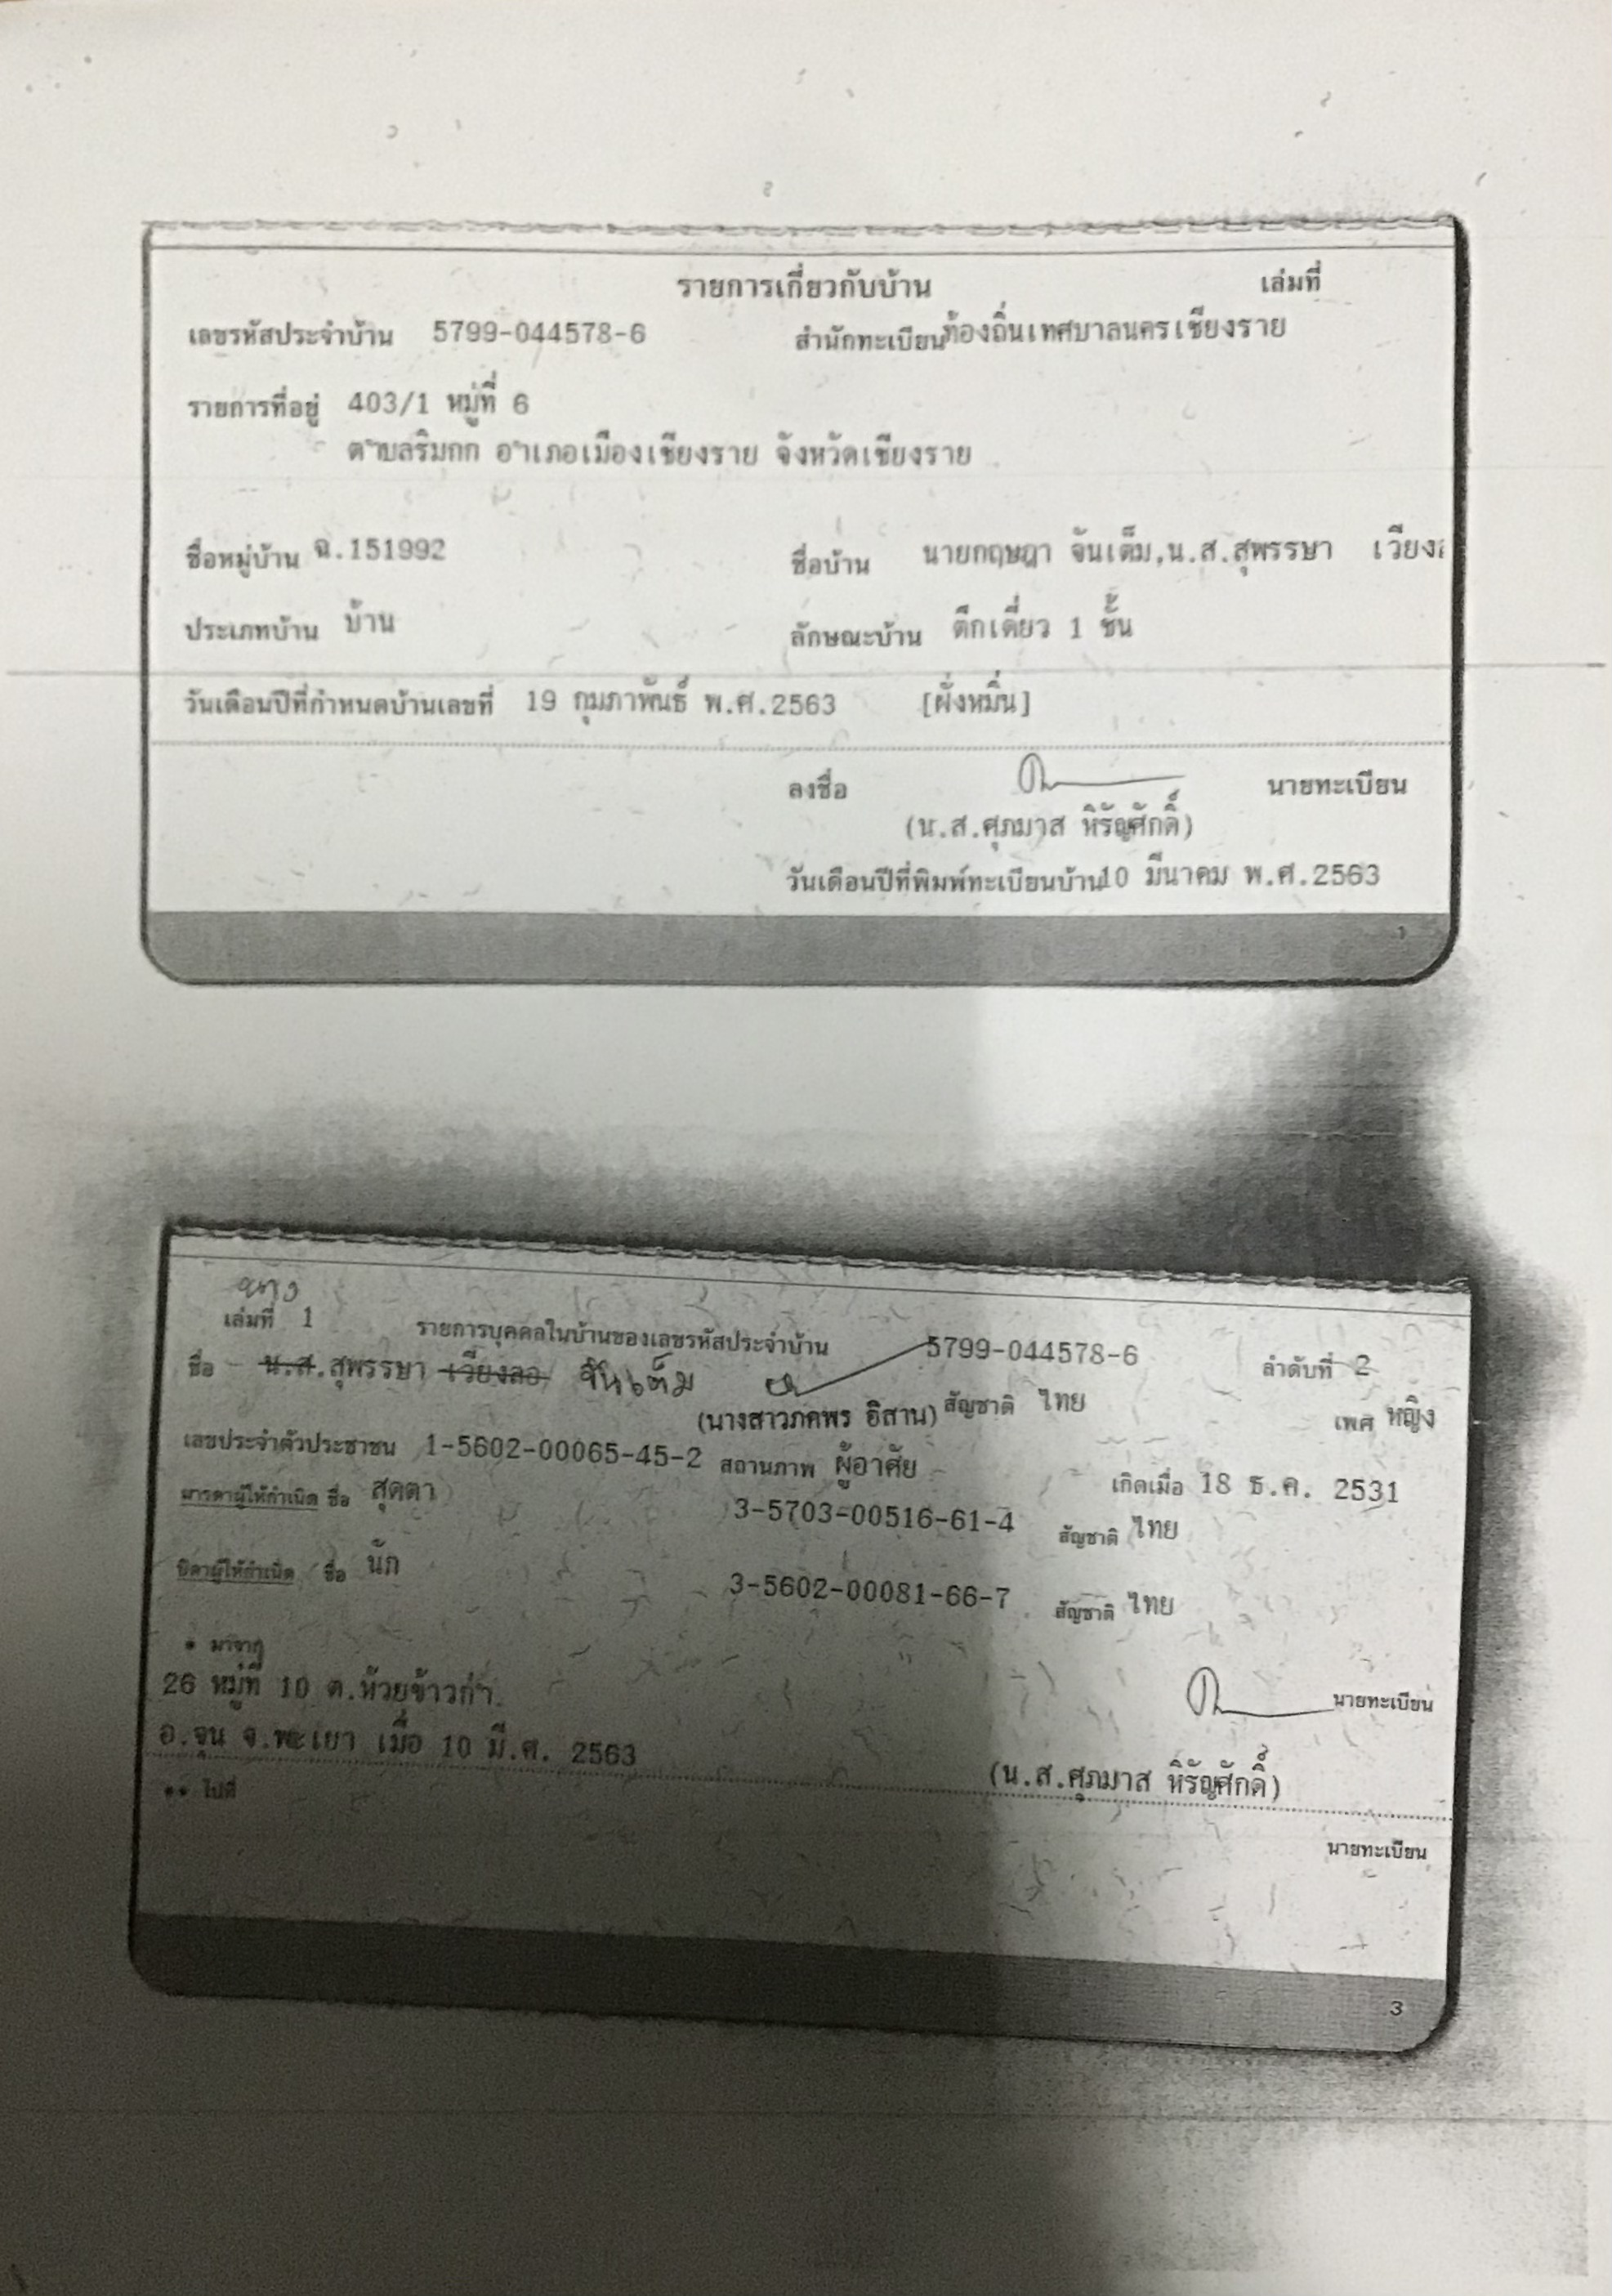 รายการเกี่ยวกับบ้าน เล่มที่
เลขรหัสประจำบ้าน 5799-044578-6 สำนักทะเบียน ท้องถิ่นเทศบาลนครเชียงราย
รายการที่อยู่ 403/1 หมู่ที่ 6
ตำบลริมกก อำเภอเมืองเชียงราย จังหวัดเชียงราย
ชื่อหมู่บ้าน ฉ.151992 ชื่อบ้าน นายกฤษฎา จันเต็ม,น.ส.สุพรรษา เวียง
ประเภทบ้าน บ้าน ลักษณะบ้าน ตึกเดี่ยว 1 ชั้น
วันเดือนปีที่กำหนดบ้านเลขที่ 19 กุมภาพันธ์ พ.ศ.2563 [ฝั่งหมิ่น]
ลงชื่อ นายทะเบียน
(น.ส.ศุภมาส หิรัญศักดิ์)
วันเดือนปีที่พิมพ์ทะเบียนบ้าน 10 มีนาคม พ.ศ.2563
1
นาง
เล่มที่ 1 รายการบุคคลในบ้านของเลขรหัสประจำบ้าน 5799-044578-6 ลำดับที่ 2
ชื่อ น.ส.สุพรรษา เวียงลอ จันเต็ม สัญชาติ ไทย เพศ หญิง
(นางสาวภคพร อิสาน)
เลขประจำตัวประชาชน 1-5602-00065-45-2 สถานภาพ ผู้อาศัย เกิดเมื่อ 18 ธ.ค. 2531
มารดาผู้ให้กำเนิด ชื่อ สุดตา 3-5703-00516-61-4 สัญชาติ ไทย
บิดาผู้ให้กำเนิด ชื่อ นัก 3-5602-00081-66-7 สัญชาติ ไทย
* มาจาก
26 หมู่ที่ 10 ต.ห้วยข้าวก่ำ นายทะเบียน
อ.จุน จ.พะเยา เมื่อ 10 มี.ค. 2563
(น.ส.ศุภมาส หิรัญศักดิ์)
** ไปที่
นายทะเบียน
3